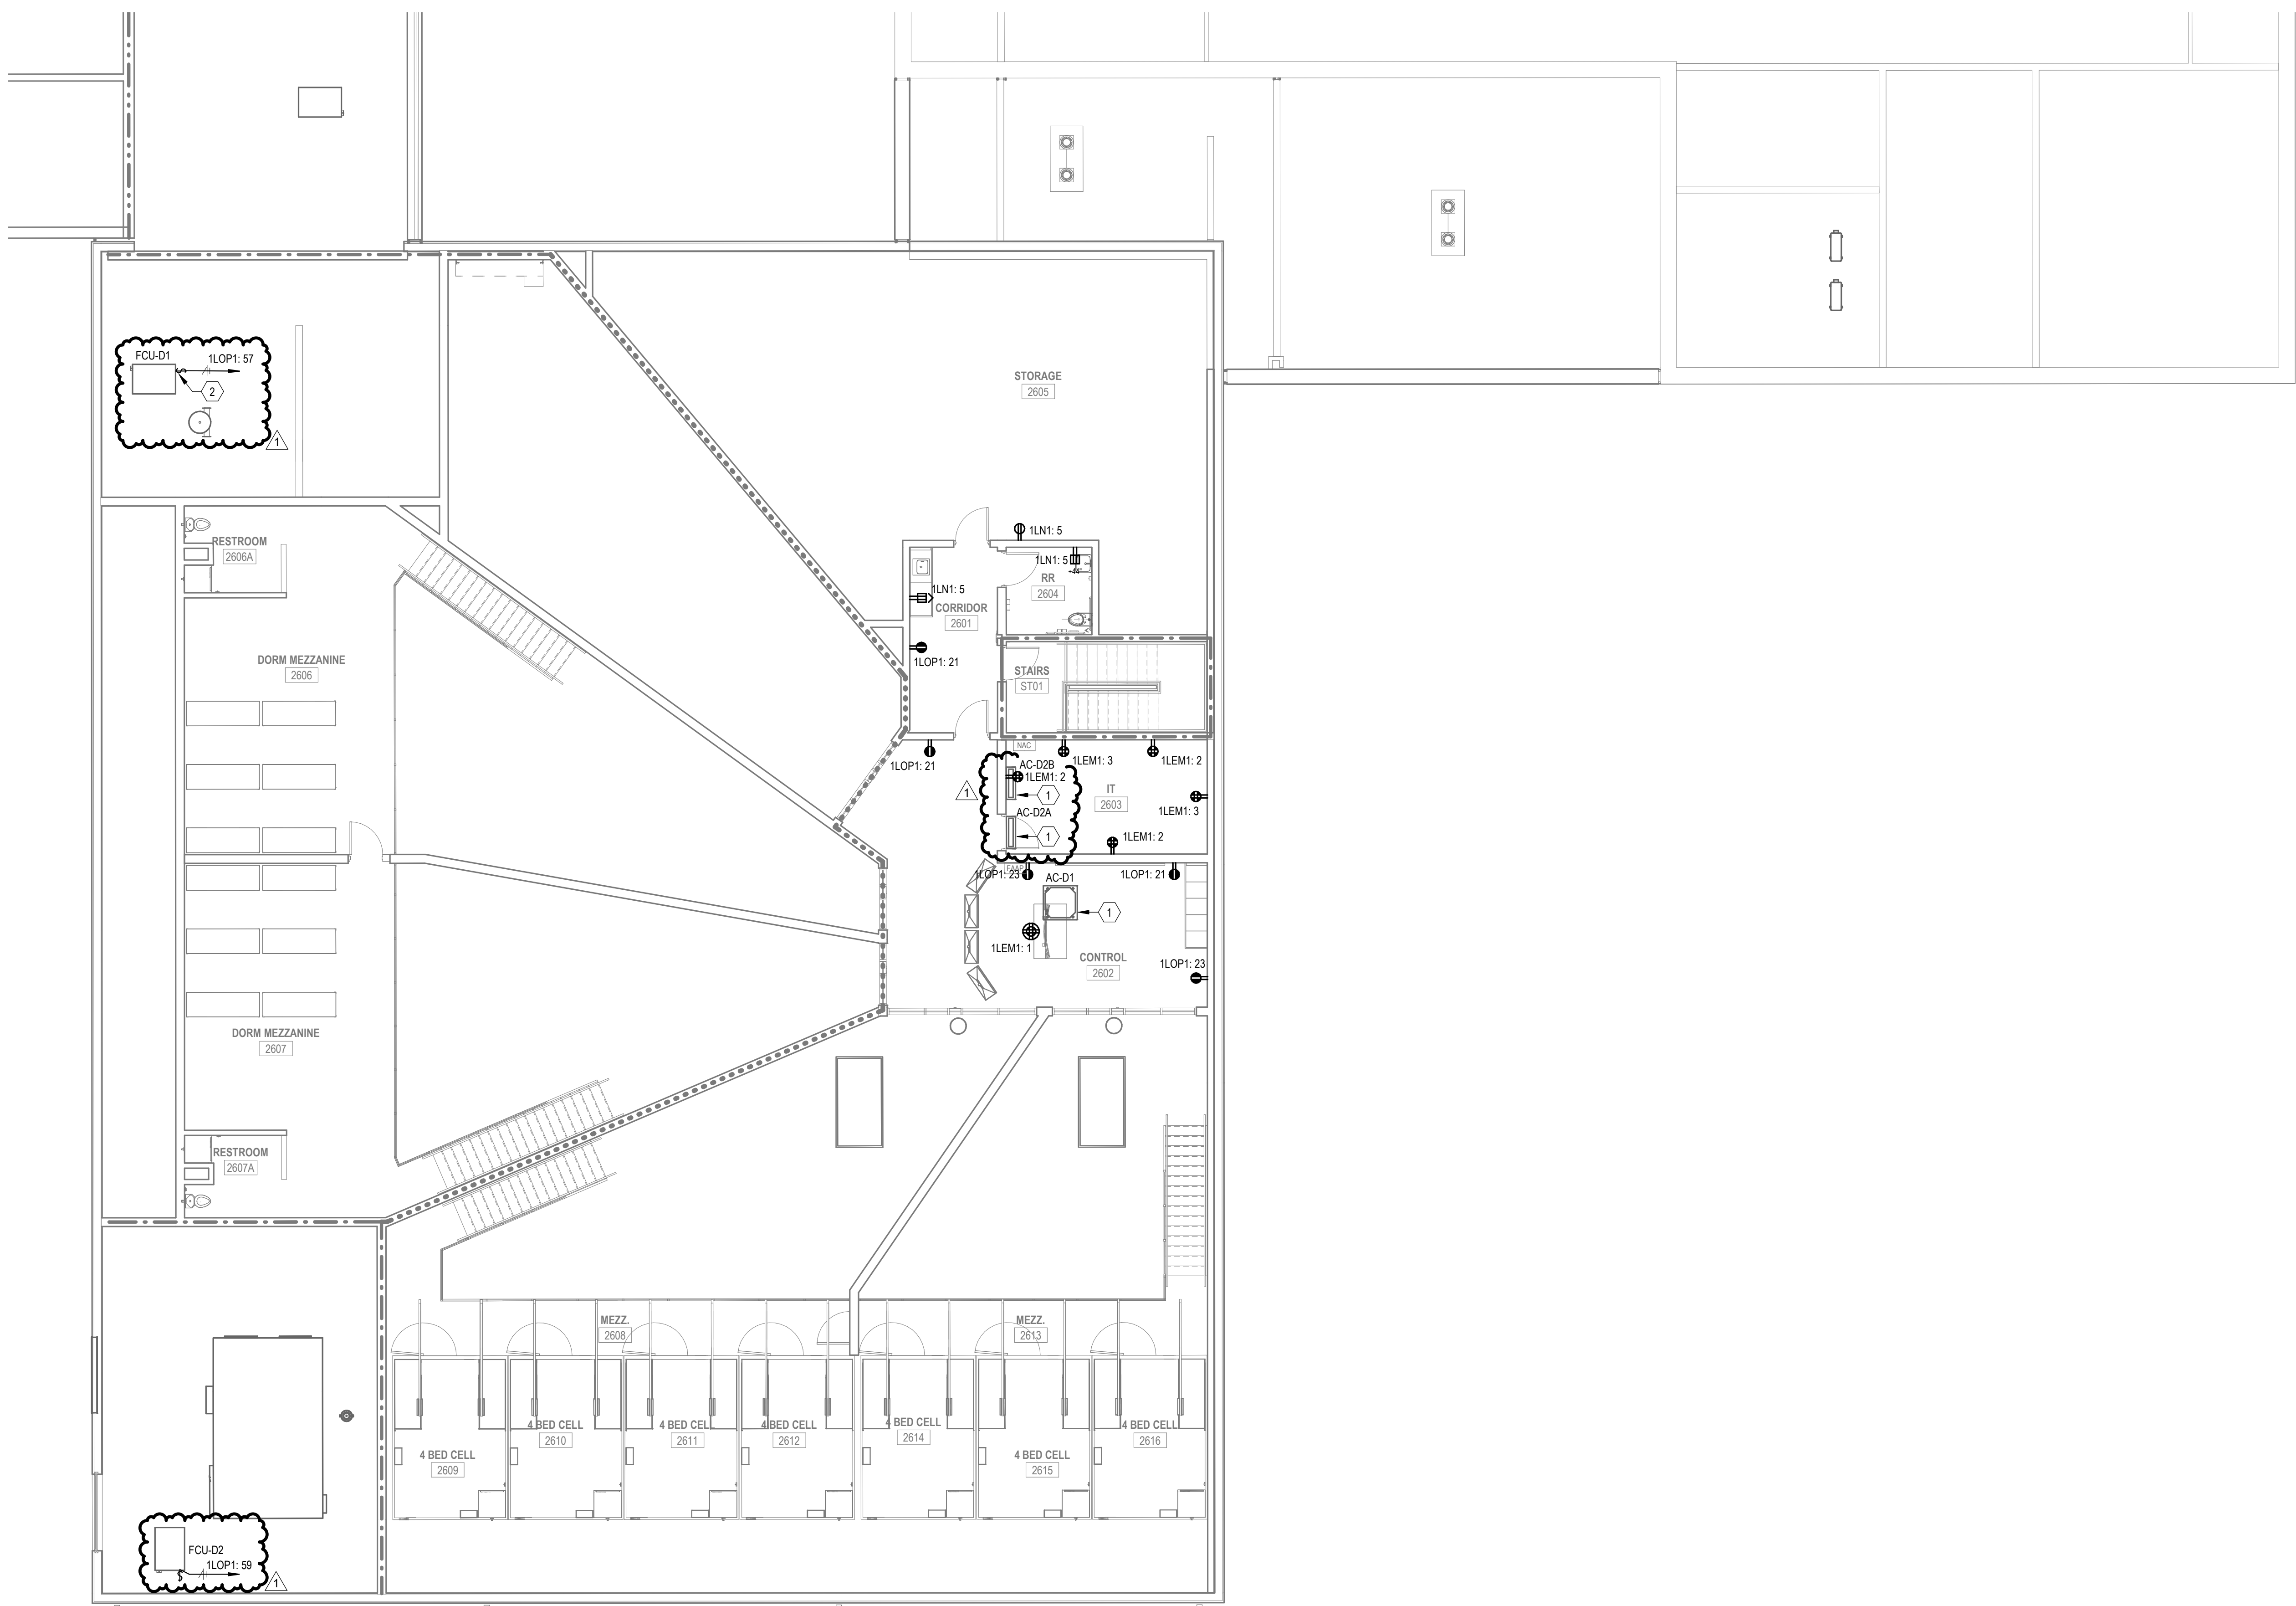 FCU-D1
1LOP1: 57
2
1
STORAGE
2605
1LN1: 5
RESTROOM
2606A
1LN1: 5
+44"
RR
2604
1LN1: 5
CORRIDOR
2601
DORM MEZZANINE
2606
1LOP1: 21
STAIRS
ST01
NAC
1LOP1: 21
AC-D2B
1LEM1: 3
1LEM1: 2
1LEM1: 2
1
1
IT
2603
AC-D2A
1LEM1: 3
1
1LEM1: 2
1LOP1: 23
AC-D1
1LOP1: 21
1
1LEM1: 1
CONTROL
2602
1LOP1: 23
DORM MEZZANINE
2607
RESTROOM
2607A
MEZZ.
2608
MEZZ.
2613
4 BED CELL
2609
4 BED CELL
2610
4 BED CELL
2611
4 BED CELL
2612
4 BED CELL
2614
4 BED CELL
2615
4 BED CELL
2616
FCU-D2
1LOP1: 59
1